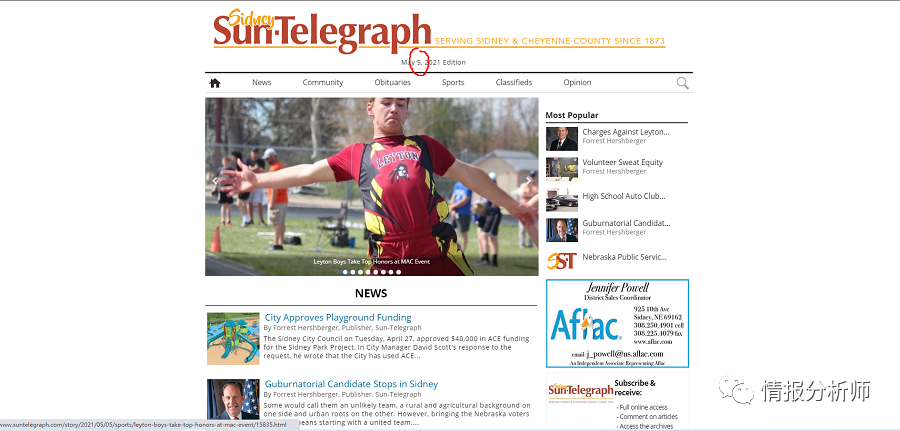 Sidney
Sun-Telegraph SERVING SIDNEY & CHEYENNE COUNTY SINCE 1873
May 5, 2021 Edition
News Community Obituaries Sports Classifieds Opinion
LEYTON
Leyton Boys Take Top Honors at MAC Event
Most Popular
Charges Against Leyton...
Forrest Hershberger
Volunteer Sweat Equity
Forrest Hershberger
High School Auto Club...
Guburnatorial Candidat...
Forrest Hershberger
SST
Nebraska Public Servic...
NEWS
City Approves Playground Funding
By Forrest Hershberger, Publisher, Sun-Telegraph
The Sidney City Council on Tuesday, April 27, approved $40,000 in ACE funding
for the Sidney Park Project. In City Manager David Scott's response to the
request, he wrote that the City has used ACE...
Guburnatorial Candidate Stops in Sidney
By Forrest Hershberger, Publisher, Sun-Telegraph
Some would call them an unlikely team. a rural and agricultural background on
one side and urban roots on the other. However, bringing the Nebraska voters
means starting with a united team....
Jennifer Powell
District Sales Coordinator
Aflac
925 10th Ave
Sidney, NE 69162
308.250.4901 cell
308.225.4079 fax
www.aflac.com
email:j_powell@us.aflac.com
An Independent Associate Representing Aflac
Sidney
Sun-Telegraph
Subscribe &
receive:
- Full online access
- Comment on articles
- Access the archives
情报分析师
www.suntelegraph.com/story/2021/05/05/sports/leyton-boys-take-top-honors-at-mac-event/15835.html